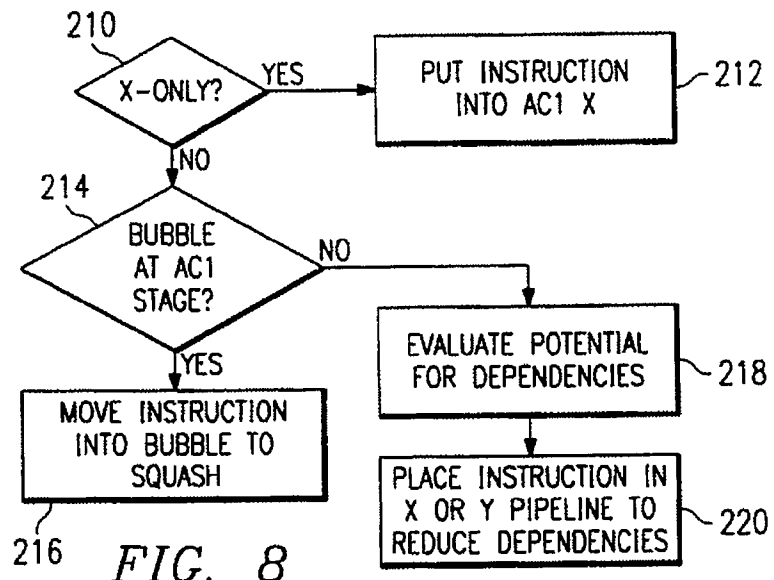 210
X-ONLY?
YES
PUT INSTRUCTION
INTO AC1 X
212
NO
214
BUBBLE
AT AC1
STAGE?
NO
YES
EVALUATE POTENTIAL
FOR DEPENDENCIES
218
MOVE INSTRUCTION
INTO BUBBLE TO
SQUASH
216
PLACE INSTRUCTION IN
X OR Y PIPELINE TO
REDUCE DEPENDENCIES
220
FIG. 8